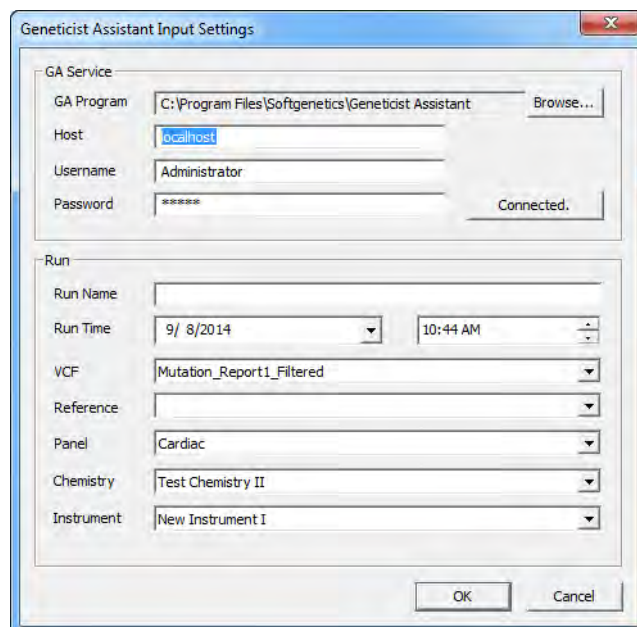 Geneticist Assistant Input Settings
GA Service
GA Program C:\Program Files\Softgenetics\Geneticist Assistant Browse...
Host localhost
Username Administrator
Password *****
Connected.
Run
Run Name
Run Time 9/ 8/2014 10:44 AM
VCF Mutation_Report1_Filtered
Reference
Panel Cardiac
Chemistry Test Chemistry II
Instrument New Instrument I
OK Cancel